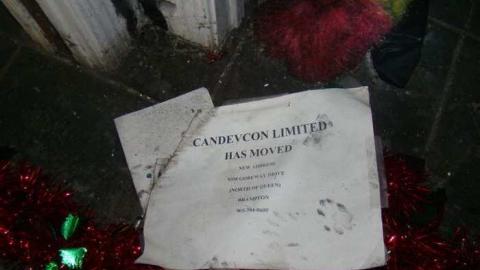 CANDEVCON LIMITED
HAS MOVED
NEW ADDRESS
GOREWAY DRIVE
(NORTH OF QUEEN)
BRAMPTON